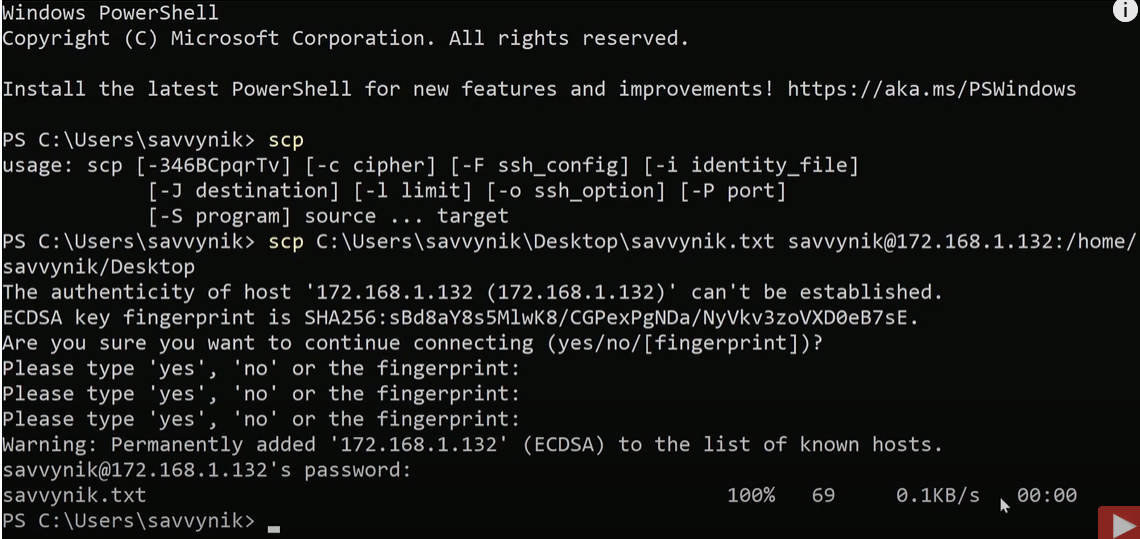 Windows PowerShell
Copyright (C) Microsoft Corporation. All rights reserved.
Install the latest PowerShell for new features and improvements! https://aka.ms/PSWindows
PS C:\Users\savvynik> scp
usage: scp [-346BCpqrTv] [-c cipher] [-F ssh_config] [-i identity_file]
[-J destination] [-l limit] [-o ssh_option] [-P port]
[-S program] source ... target
PS C:\Users\savvynik> scp C:\Users\savvynik\Desktop\savvynik.txt savvynik@172.168.1.132:/home/
savvynik/Desktop
The authenticity of host '172.168.1.132 (172.168.1.132)' can't be established.
ECDSA key fingerprint is SHA256:sBd8aY8s5MlwK8/CGPexPgNDa/NyVkv3zoVXD0eB7sE.
Are you sure you want to continue connecting (yes/no/[fingerprint])?
Please type 'yes', 'no' or the fingerprint:
Please type 'yes', 'no' or the fingerprint:
Please type 'yes', 'no' or the fingerprint:
Warning: Permanently added '172.168.1.132' (ECDSA) to the list of known hosts.
savvynik@172.168.1.132's password:
savvynik.txt 100% 69 0.1KB/s 00:00
PS C:\Users\savvynik>